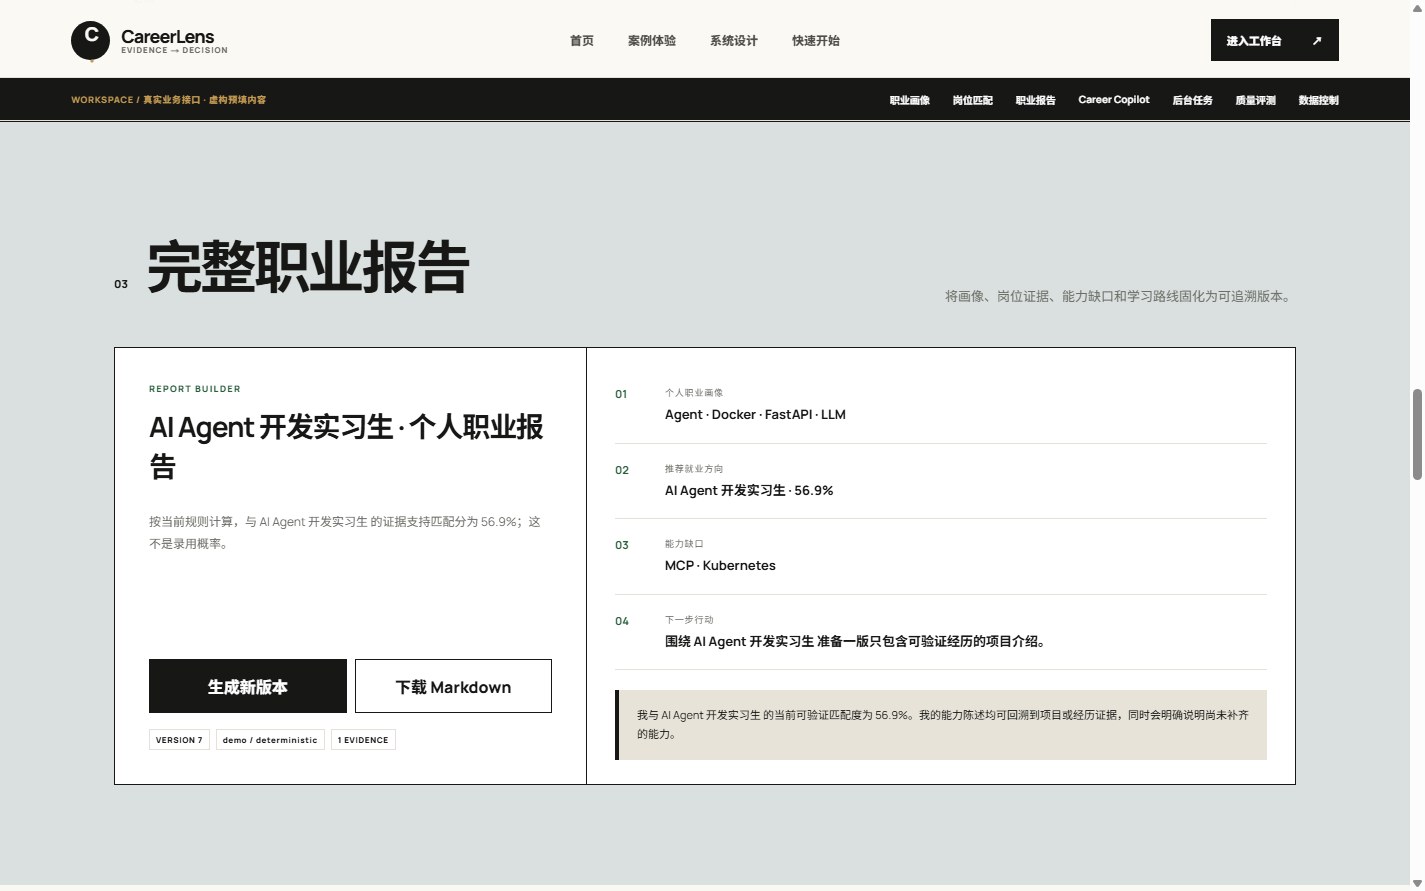 C
CareerLens
EVIDENCE → DECISION
首页
案例体验
系统设计
快速开始
进入工作台 ↗
WORKSPACE / 真实业务接口 · 虚构预填内容
职业画像
岗位匹配
职业报告
Career Copilot
后台任务
质量评测
数据控制
03
完整职业报告
将画像、岗位证据、能力缺口和学习路线固化为可追溯版本。
REPORT BUILDER
AI Agent 开发实习生 · 个人职业报
告
按当前规则计算，与 AI Agent 开发实习生 的证据支持匹配分为 56.9%；这
不是录用概率。
生成新版本
下载 Markdown
VERSION 7
demo / deterministic
1 EVIDENCE
01
个人职业画像
Agent · Docker · FastAPI · LLM
02
推荐就业方向
AI Agent 开发实习生 · 56.9%
03
能力缺口
MCP · Kubernetes
04
下一步行动
围绕 AI Agent 开发实习生 准备一版只包含可验证经历的项目介绍。
我与 AI Agent 开发实习生 的当前可验证匹配度为 56.9%。我的能力陈述均可回溯到项目或经历证据，同时会明确说明尚未补齐
的能力。